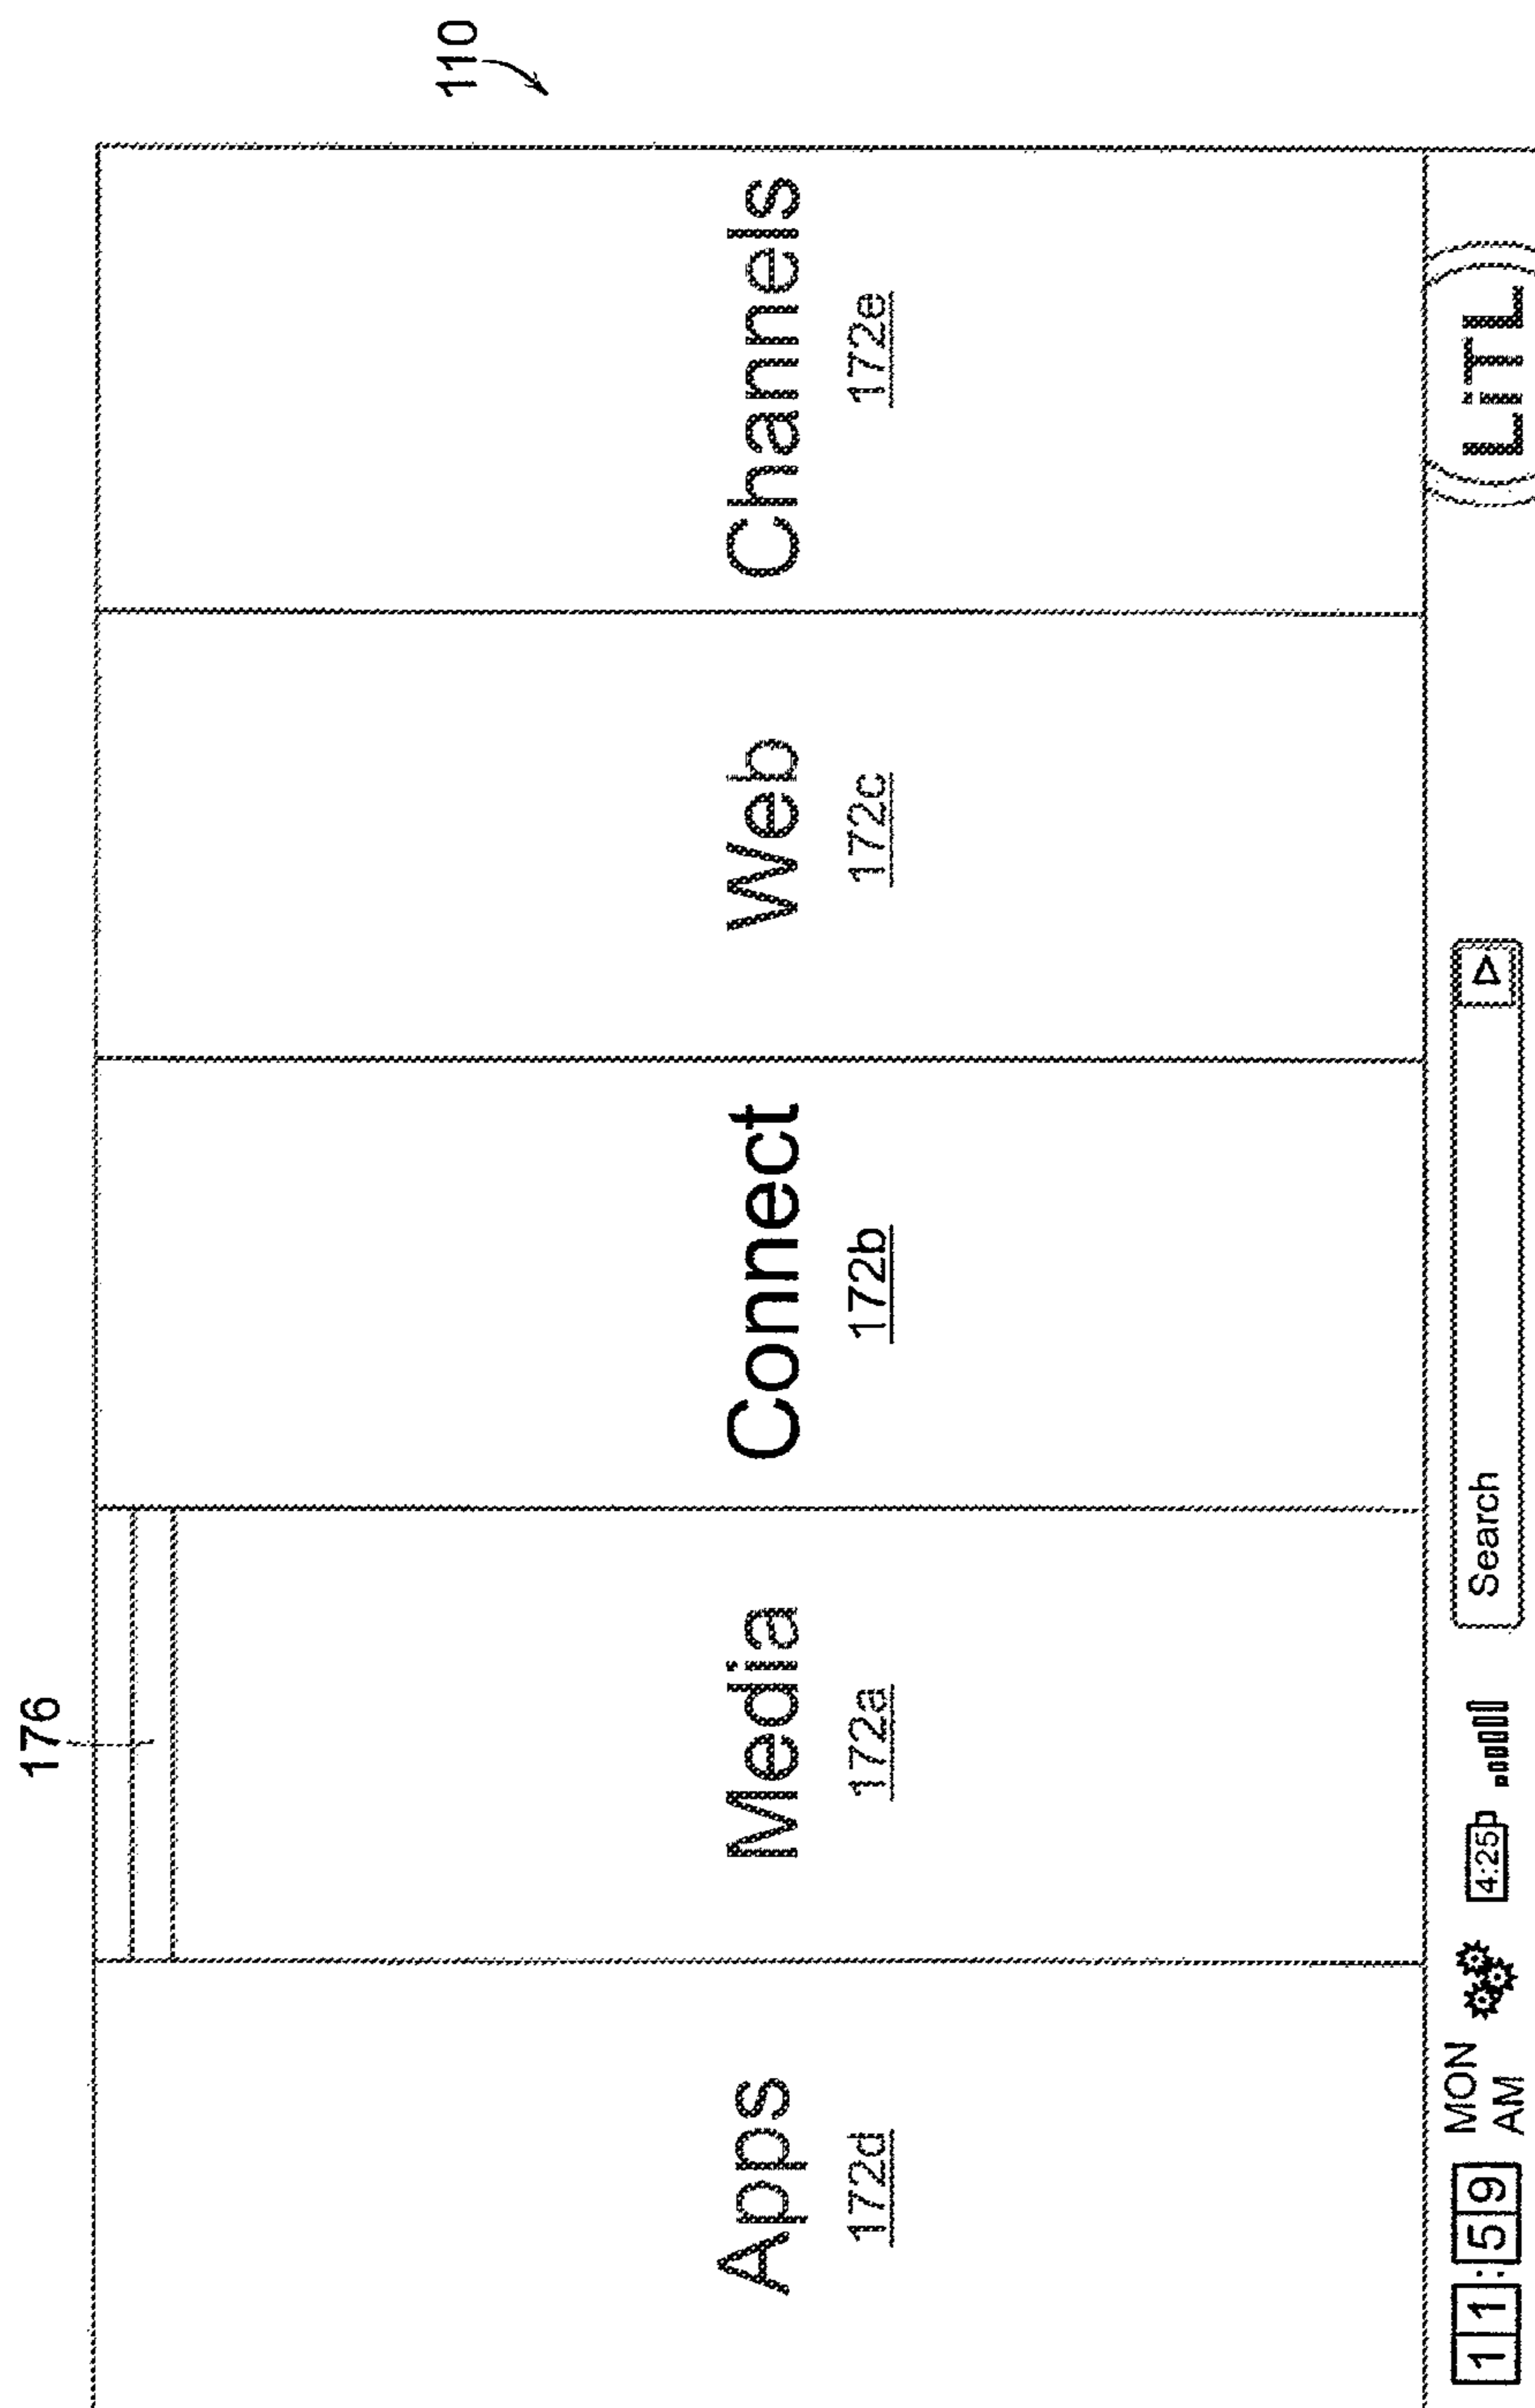 176
110
Apps
172d
Media
172a
Connect
172b
Web
172c
Channels
172e
11:59
MON
AM
4:25
Search
LiTL